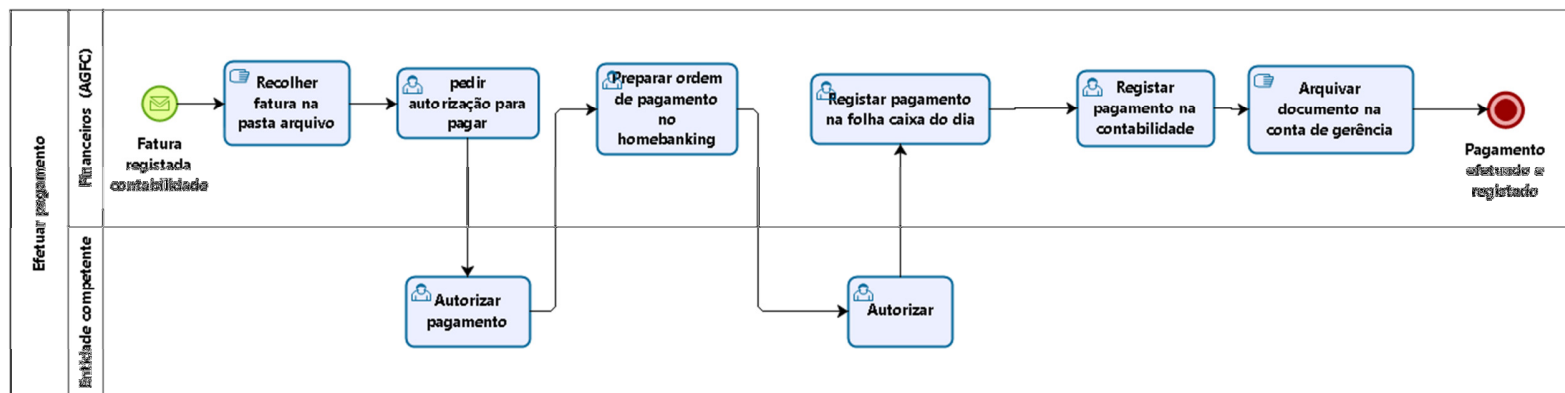 Efetuar pagamento
Financeiros (AGFC)
Fatura
registada
contabilidade
Recolher
fatura na
pasta arquivo
pedir
autorização para
pagar
Preparar ordem
de pagamento
no
homebanking
Registar pagamento
na folha caixa do dia
Registar
pagamento na
contabilidade
Arquivar
documento na
conta de gerência
Pagamento
efetuado e
registado
Entidade competente
Autorizar
pagamento
Autorizar